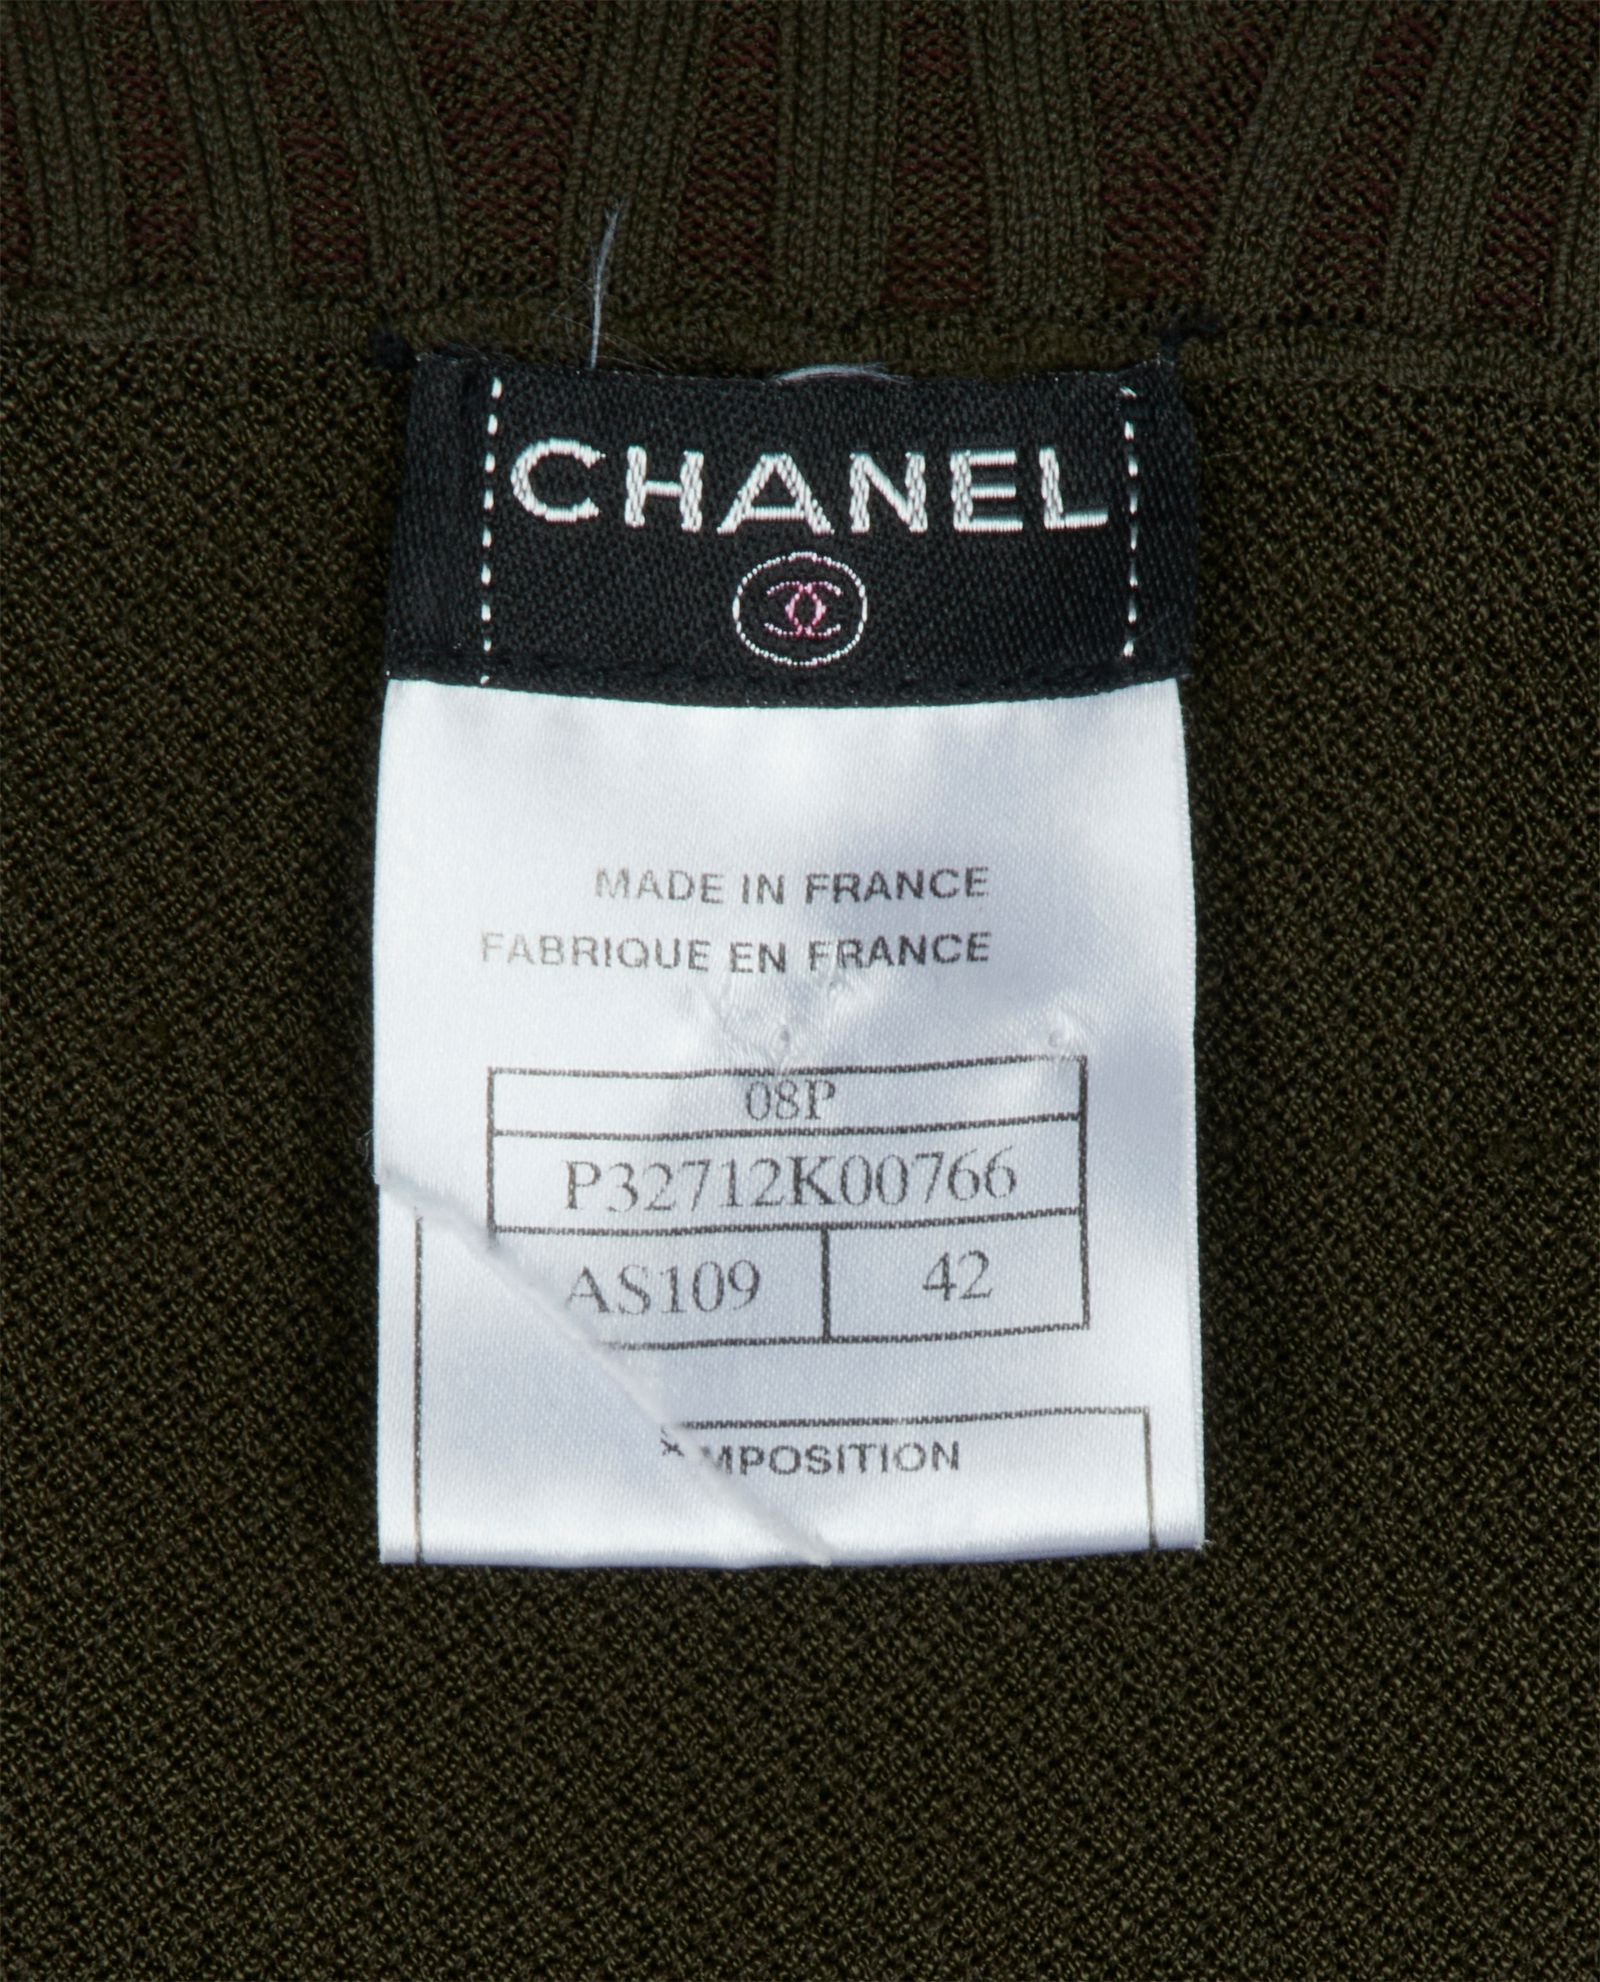 CHANEL
MADE IN FRANCE
FABRIQUE EN FRANCE
08P
P32712K00766
AS109 42
MPOSITION